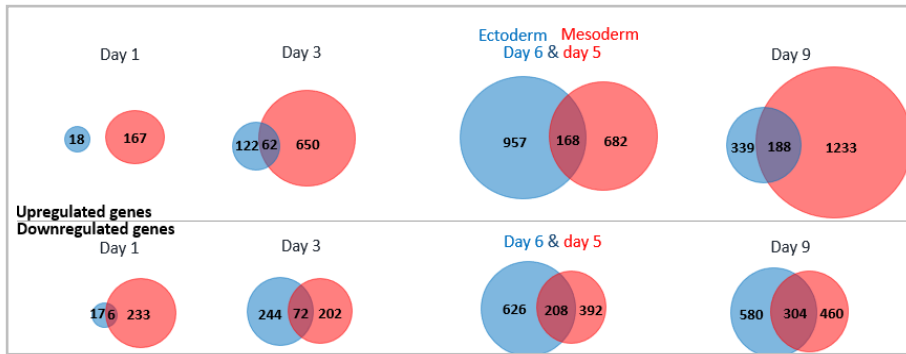 Ectoderm Mesoderm
Day 1
Day 3
Day 6 & day 5
Day 9
18
167
122 62 650
957 168 682
339 188 1233
Upregulated genes
Downregulated genes
Day 1
Day 3
Day 6 & day 5
Day 9
17 6 233
244 72 202
626 208 392
580 304 460